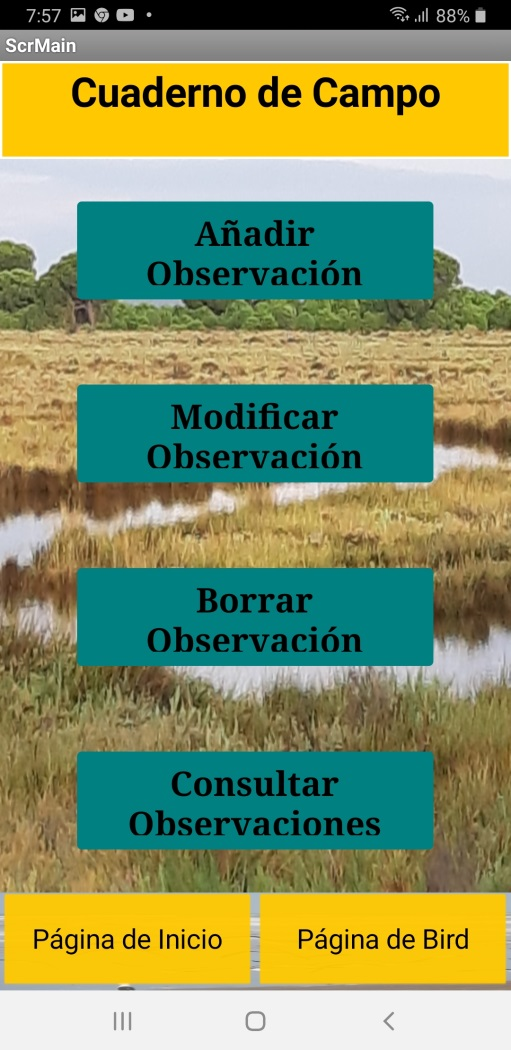 7:57
88%
ScrMain
Cuaderno de Campo
Añadir
Observación
Modificar
Observación
Borrar
Observación
Consultar
Observaciones
Página de Inicio
Página de Bird